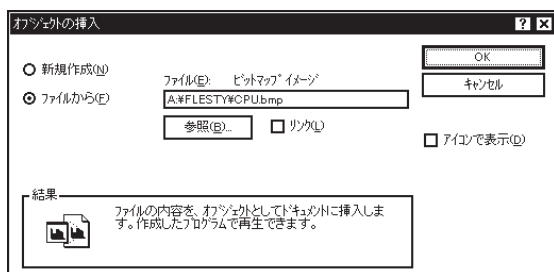 オブジェクトの挿入
新規作成(N)
ファイルから(F)
ファイル(E): ビットマップ イメージ
A:¥FLESTY¥CPU.bmp
参照(B)...
リンク(L)
OK
キャンセル
アイコンで表示(D)
結果
ファイルの内容を、オブジェクトとしてドキュメントに挿入しま
す。作成したプログラムで再生できます。